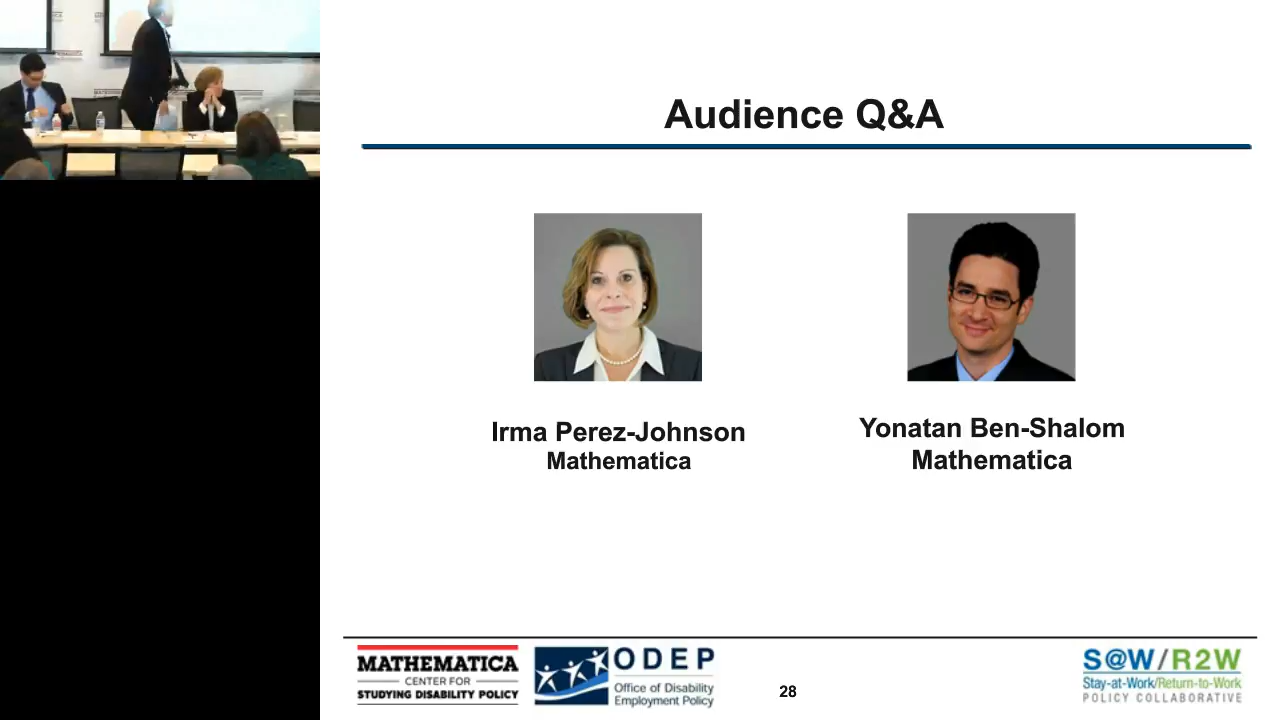 Audience Q&A
Irma Perez-Johnson
Mathematica
Yonatan Ben-Shalom
Mathematica
MATHEMATICA
CENTER FOR
STUDYING DISABILITY POLICY
ODEP
Office of Disability
Employment Policy
28
S@W/R2W
Stay-at-Work/Return-to-Work
POLICY COLLABORATIVE